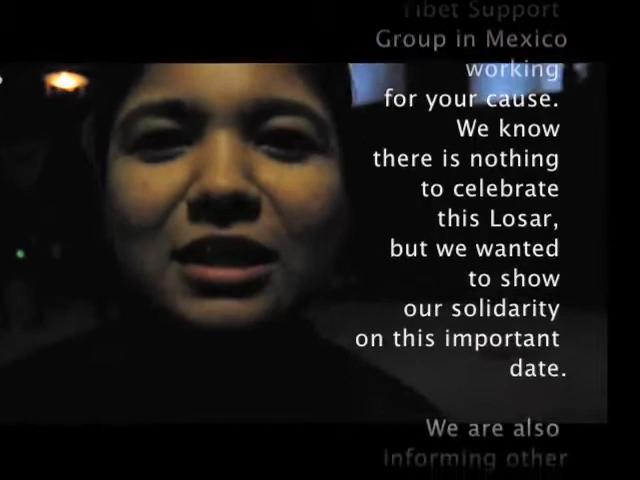 Tibet Support
Group in Mexico
working
for your cause.
We know
there is nothing
to celebrate
this Losar,
but we wanted
to show
our solidarity
on this important
date.
We are also
informing other